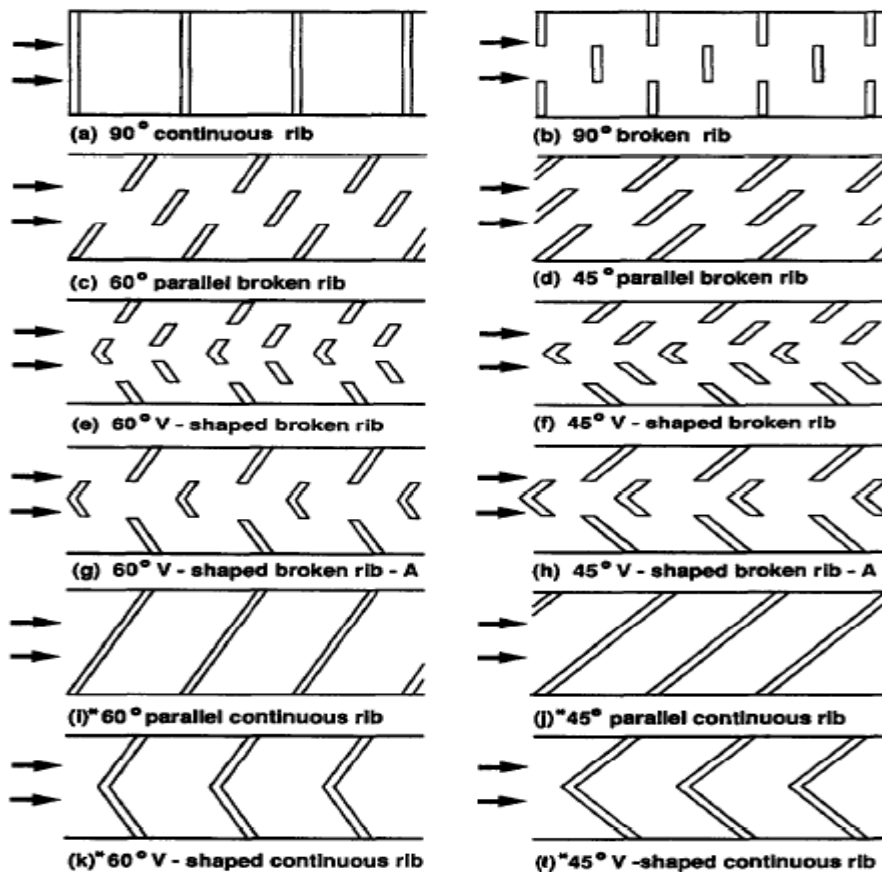 (a) 90° continuous rib
(b) 90° broken rib
(c) 60° parallel broken rib
(d) 45° parallel broken rib
(e) 60° V - shaped broken rib
(f) 45° V - shaped broken rib
(g) 60° V - shaped broken rib - A
(h) 45° V - shaped broken rib - A
(i)* 60° parallel continuous rib
(j)* 45° parallel continuous rib
(k)* 60° V - shaped continuous rib
(ℓ)* 45° V -shaped continuous rib